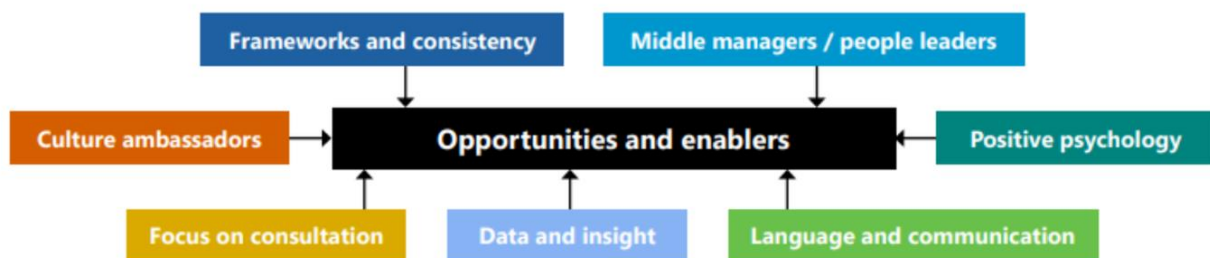 Frameworks and consistency
Middle managers / people leaders
Culture ambassadors
Opportunities and enablers
Positive psychology
Focus on consultation
Data and insight
Language and communication